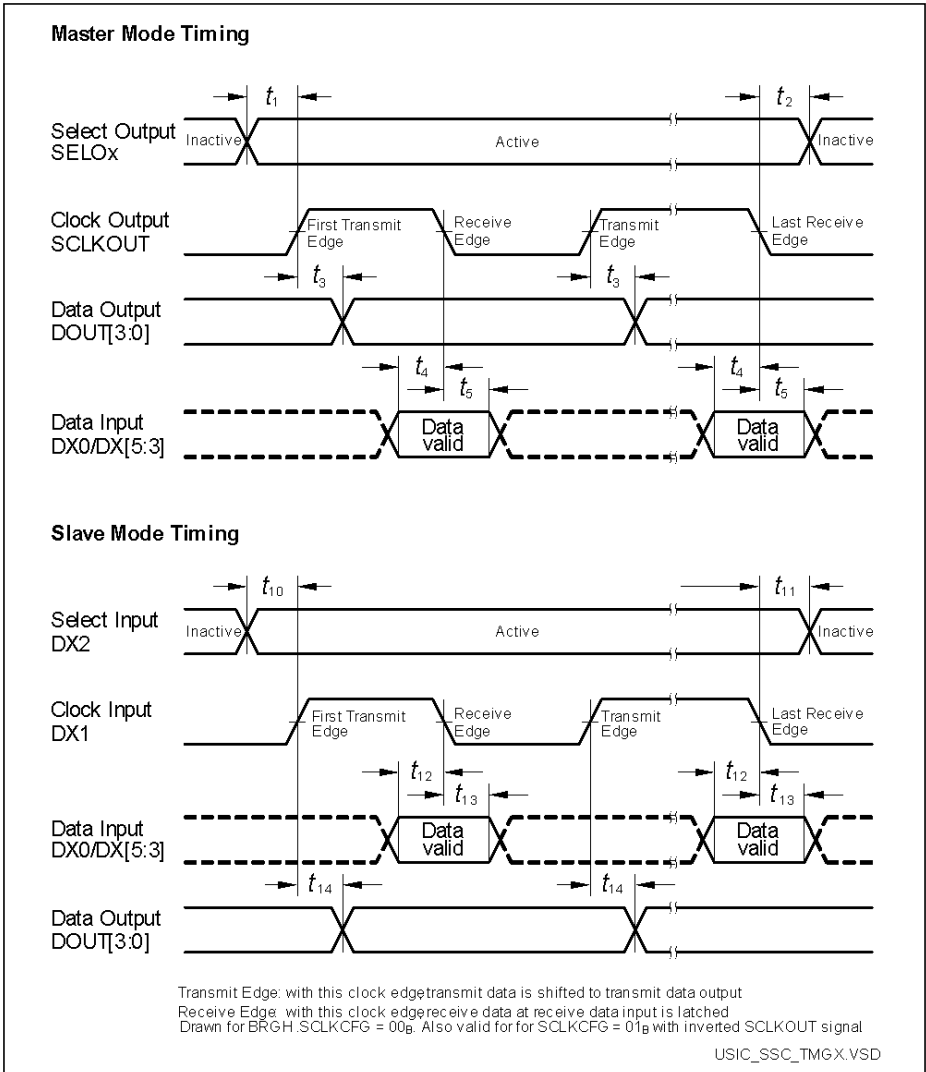 Master Mode Timing
t1
t2
Select Output
SELOx
Inactive
Active
Inactive
Clock Output
SCLKOUT
First Transmit
Edge
Receive
Edge
Transmit
Edge
Last Receive
Edge
t3
t3
Data Output
DOUT[3:0]
t4
t5
t4
t5
Data Input
DX0/DX[5:3]
Data
valid
Data
valid
Slave Mode Timing
t10
t11
Select Input
DX2
Inactive
Active
Inactive
Clock Input
DX1
First Transmit
Edge
Receive
Edge
Transmit
Edge
Last Receive
Edge
t12
t13
t12
t13
Data Input
DX0/DX[5:3]
Data
valid
Data
valid
t14
t14
Data Output
DOUT[3:0]
Transmit Edge: with this clock edge,transmit data is shifted to transmit data output
Receive Edge: with this clock edge,receive data at receive data input is latched
Drawn for BRGH.SCLKCFG = 00B. Also valid for for SCLKCFG = 01B with inverted SCLKOUT signal
USIC_SSC_TMGX.VSD